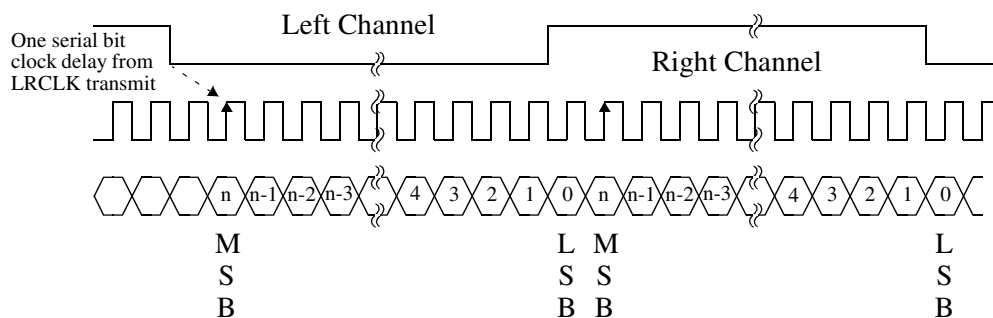 Left Channel
One serial bit
clock delay from
LRCLK transmit
Right Channel
n n-1 n-2 n-3 4 3 2 1 0 n n-1 n-2 n-3 4 3 2 1 0
M L M L
S S S S
B B B B